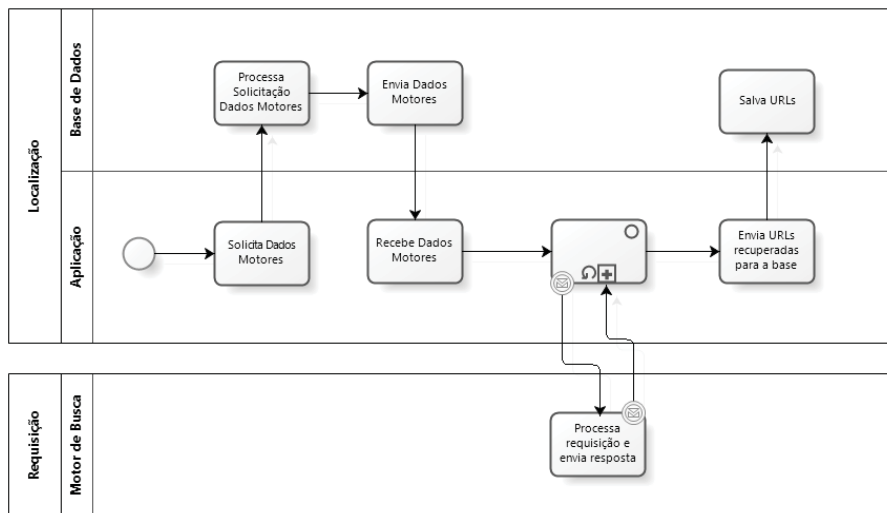 Localização
Base de Dados
Processa
Solicitação
Dados Motores
Envia Dados
Motores
Salva URLs
Aplicação
Solicita Dados
Motores
Recebe Dados
Motores
Envia URLs
recuperadas
para a base
Requisição
Motor de Busca
Processa
requisição e
envia resposta